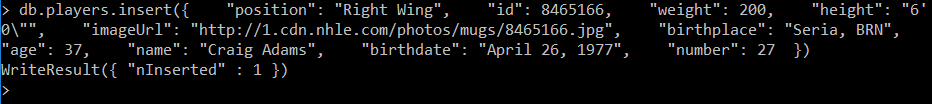 > db.players.insert({    "position": "Right Wing",    "id": 8465166,    "weight": 200,    "height": "6'
0\"",    "imageUrl": "http://1.cdn.nhle.com/photos/mugs/8465166.jpg",    "birthplace": "Seria, BRN",
"age": 37,    "name": "Craig Adams",    "birthdate": "April 26, 1977",    "number": 27  })
WriteResult({ "nInserted" : 1 })
>